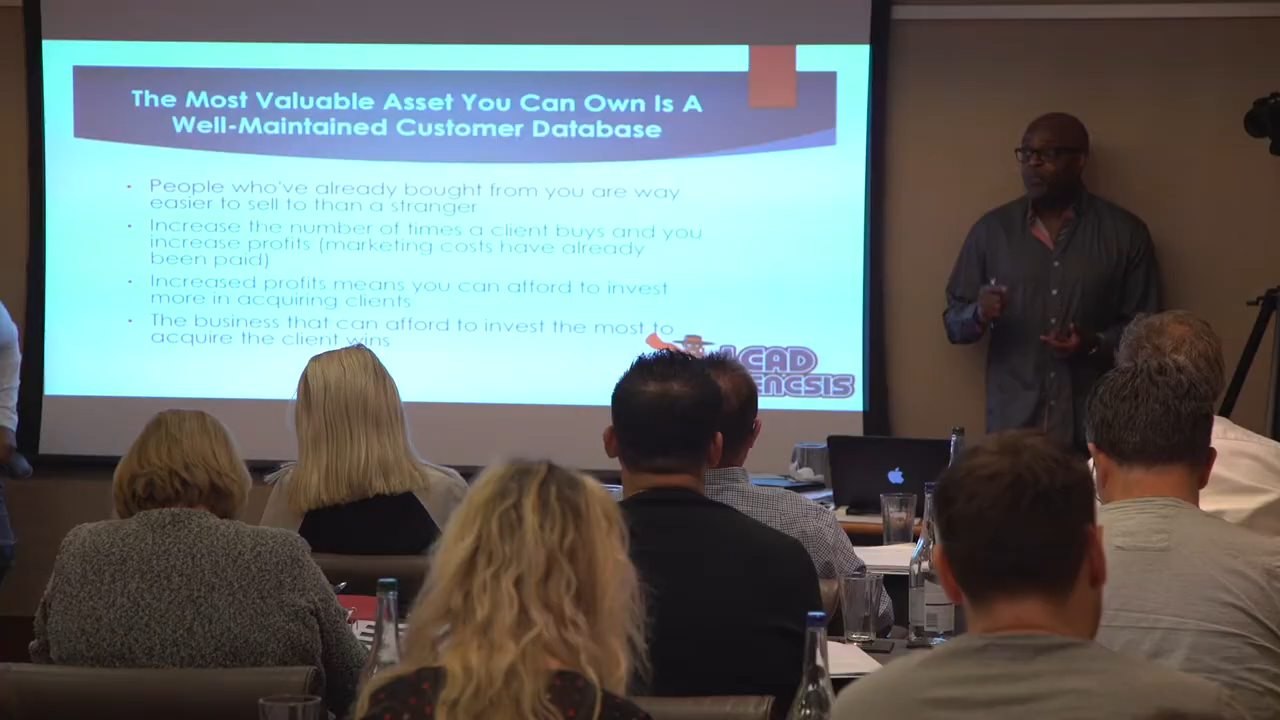 The Most Valuable Asset You Can Own Is A
Well-Maintained Customer Database
People who've already bought from you are way
easier to sell to than a stranger
Increase the number of times a client buys and you
increase profits (marketing costs have already
been paid)
Increased profits means you can afford to invest
more in acquiring clients
The business that can afford to invest the most to
acquire the client wins
LEAD
GENESIS